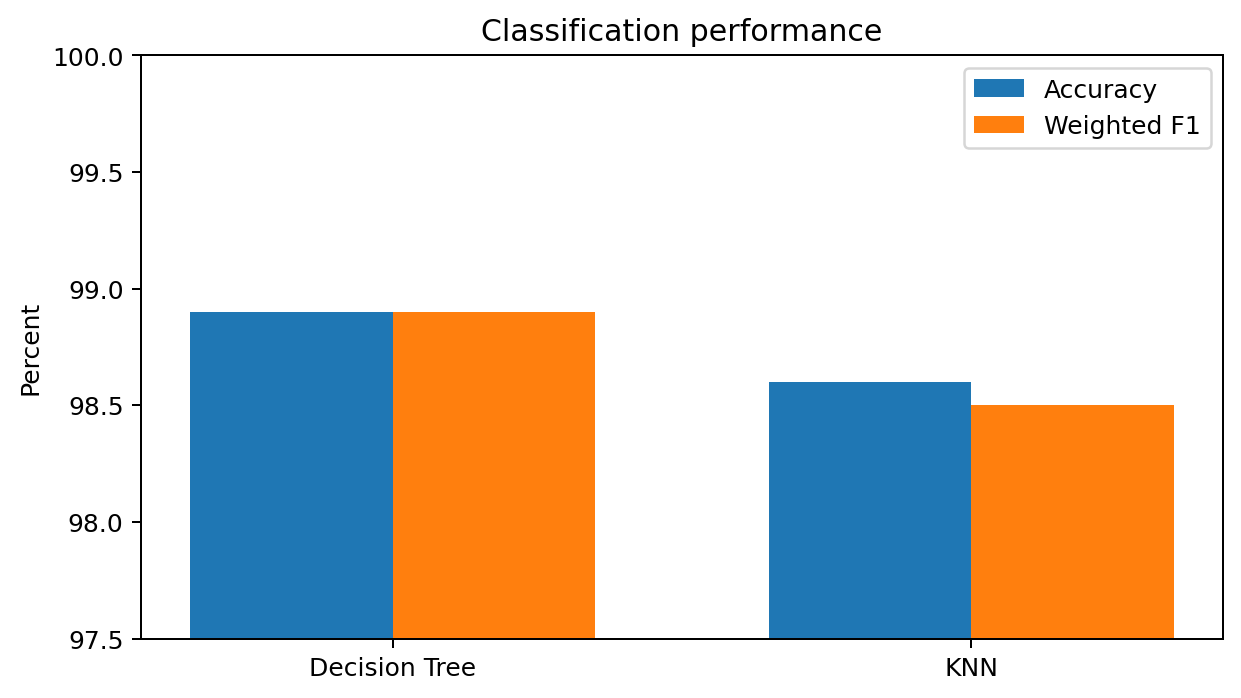 Classification performance
100.0
99.5
99.0
98.5
98.0
97.5
Percent
Accuracy
Weighted F1
Decision Tree
KNN